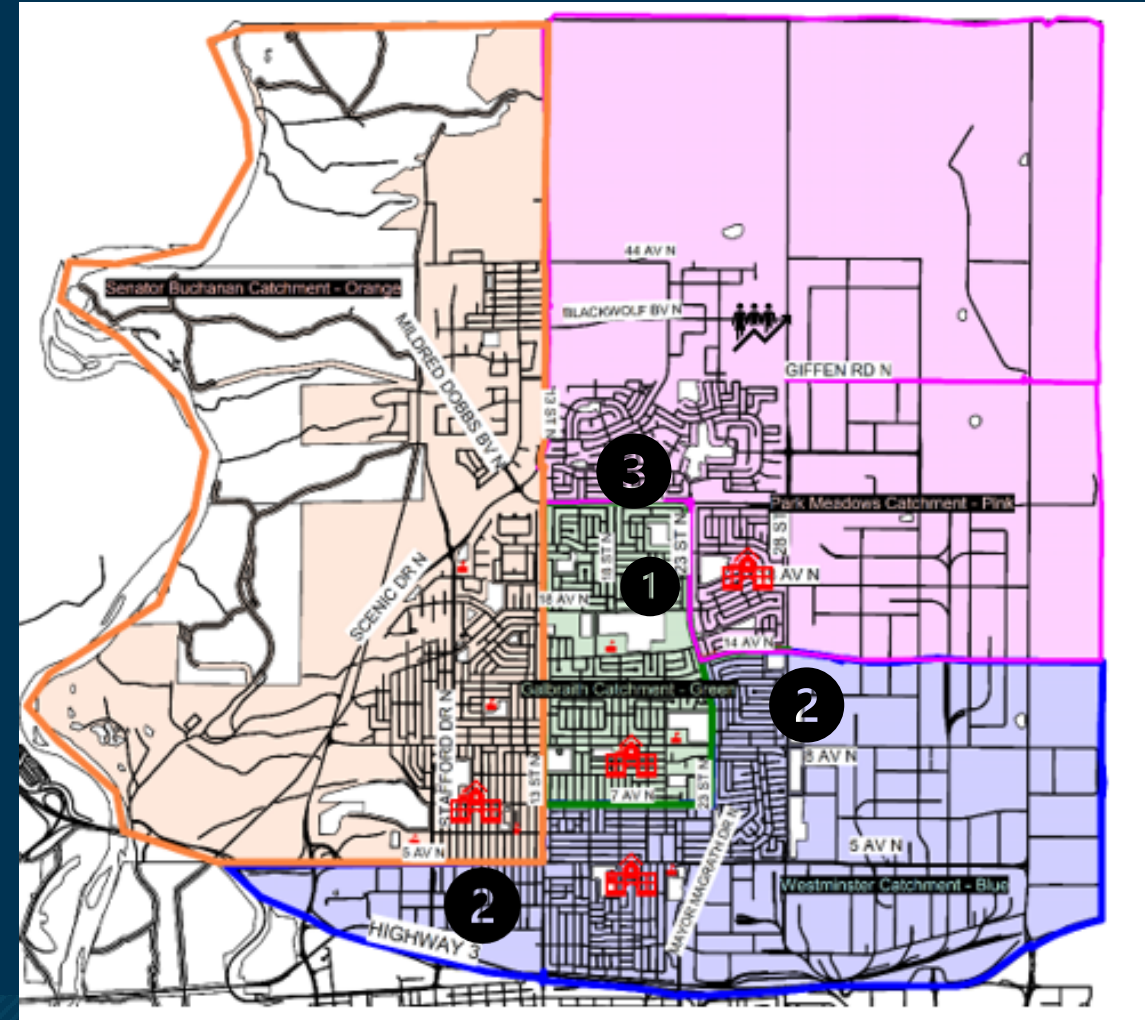 44 AV N
Senator Buchanan Catchment - Orange
BLACKWOLF BV N
MILDRED DOBBS BV N
GIFFEN RD N
13 ST N
3
Park Meadows Catchment - Pink
23 ST N
28 ST
18 ST N
1
AV N
SCENIC DR N
18 AV N
14 AV N
Galbraith Catchment - Green
2
STAFFORD DR N
8 AV N
13 ST N
7 AV N
23 ST N
MAYOR MAGRATH DR N
5 AV N
5 AV N
Westminster Catchment - Blue
2
HIGHWAY 3